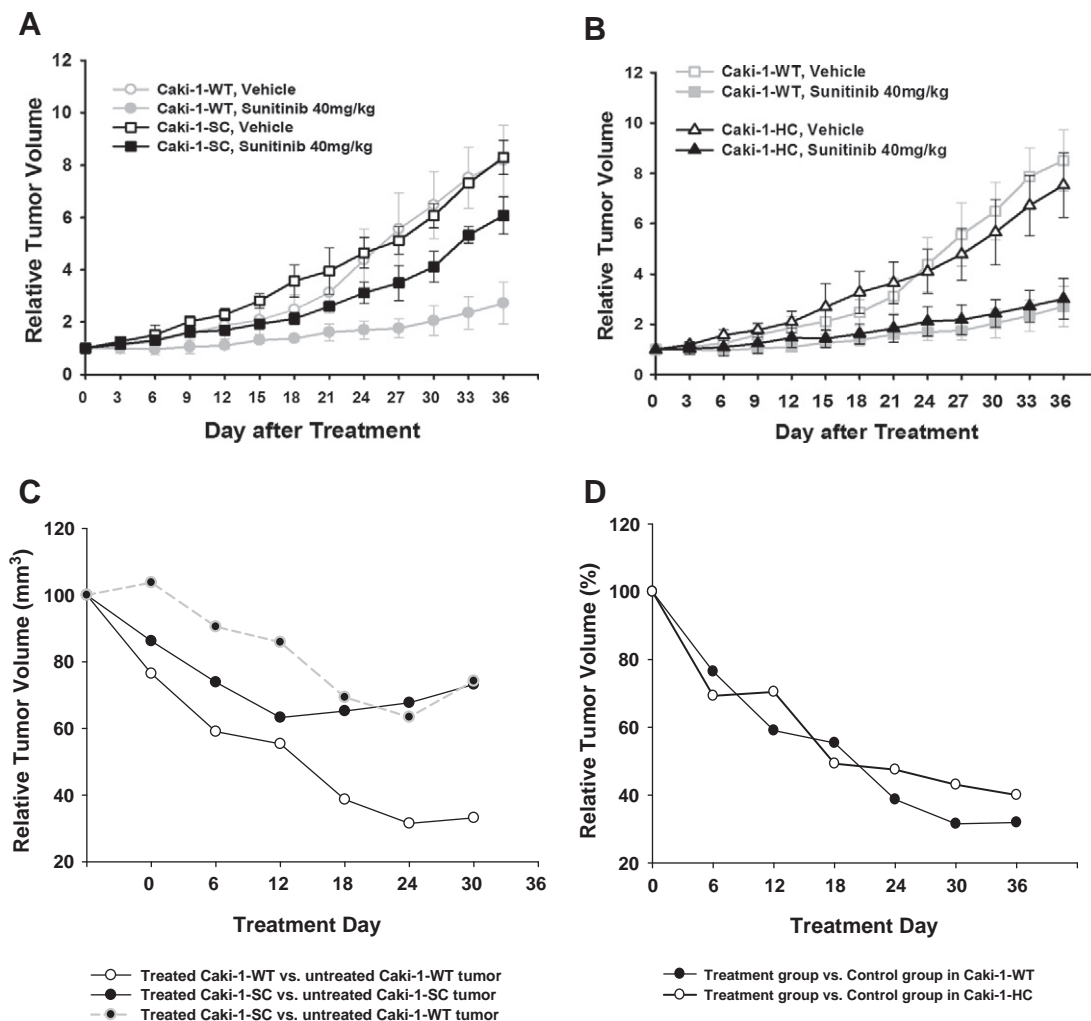 A
12
10
8
6
4
2
0
Relative Tumor Volume
Caki-1-WT, Vehicle
Caki-1-WT, Sunitinib 40mg/kg
Caki-1-SC, Vehicle
Caki-1-SC, Sunitinib 40mg/kg
0 3 6 9 12 15 18 21 24 27 30 33 36
Day after Treatment
B
12
10
8
6
4
2
0
Relative Tumor Volume
Caki-1-WT, Vehicle
Caki-1-WT, Sunitinib 40mg/kg
Caki-1-HC, Vehicle
Caki-1-HC, Sunitinib 40mg/kg
0 3 6 9 12 15 18 21 24 27 30 33 36
Day after Treatment
C
120
100
80
60
40
20
Relative Tumor Volume (mm³)
0 6 12 18 24 30 36
Treatment Day
Treated Caki-1-WT vs. untreated Caki-1-WT tumor
Treated Caki-1-SC vs. untreated Caki-1-SC tumor
Treated Caki-1-SC vs. untreated Caki-1-WT tumor
D
120
100
80
60
40
20
Relative Tumor Volume (%)
0 6 12 18 24 30 36
Treatment Day
Treatment group vs. Control group in Caki-1-WT
Treatment group vs. Control group in Caki-1-HC